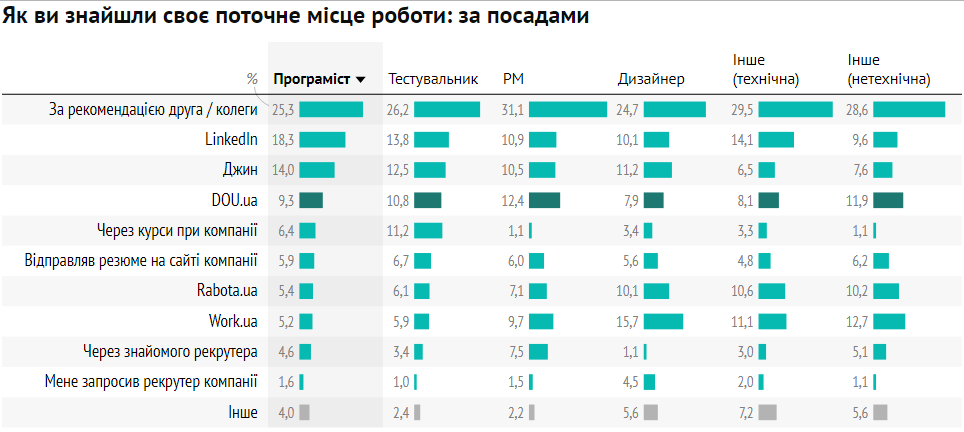 Як ви знайшли своє поточне місце роботи: за посадами
% Програміст ▼ Тестувальник PM Дизайнер Інше (технічна) Інше (нетехнічна)
За рекомендацією друга / колеги 25,3 26,2 31,1 24,7 29,5 28,6
LinkedIn 18,3 13,8 10,9 10,1 14,1 9,6
Джин 14,0 12,5 10,5 11,2 6,5 7,6
DOU.ua 9,3 10,8 12,4 7,9 8,1 11,9
Через курси при компанії 6,4 11,2 1,1 3,4 3,3 1,1
Відправляв резюме на сайті компанії 5,9 6,7 6,0 5,6 4,8 6,2
Rabota.ua 5,4 6,1 7,1 10,1 10,6 10,2
Work.ua 5,2 5,9 9,7 15,7 11,1 12,7
Через знайомого рекрутера 4,6 3,4 7,5 1,1 3,0 5,1
Мене запросив рекрутер компанії 1,6 1,0 1,5 4,5 2,0 1,1
Інше 4,0 2,4 2,2 5,6 7,2 5,6